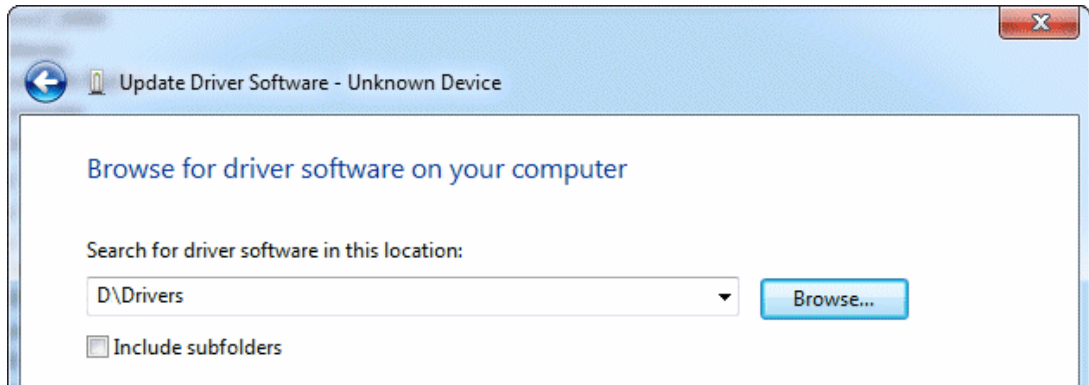 Update Driver Software - Unknown Device
Browse for driver software on your computer
Search for driver software in this location:
D\Drivers
Browse...
Include subfolders